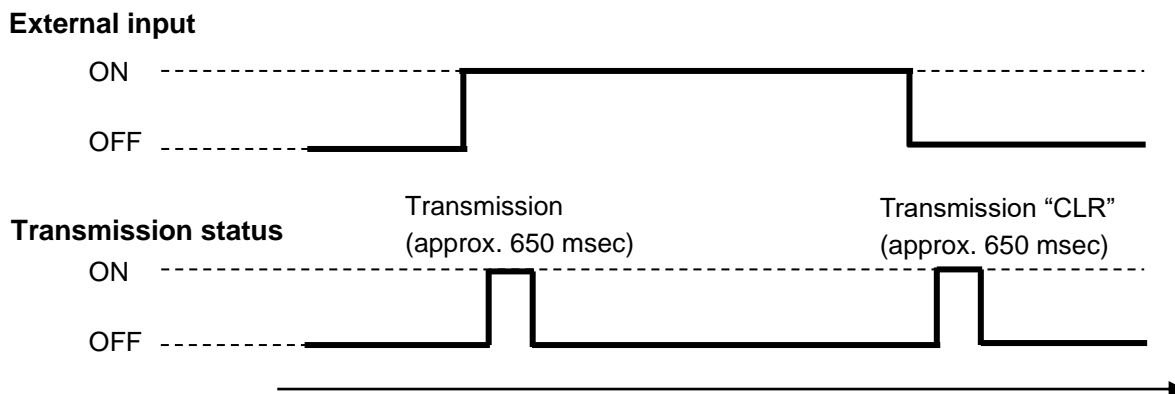 External input
ON
OFF
Transmission
(approx. 650 msec)
Transmission “CLR”
(approx. 650 msec)
Transmission status
ON
OFF